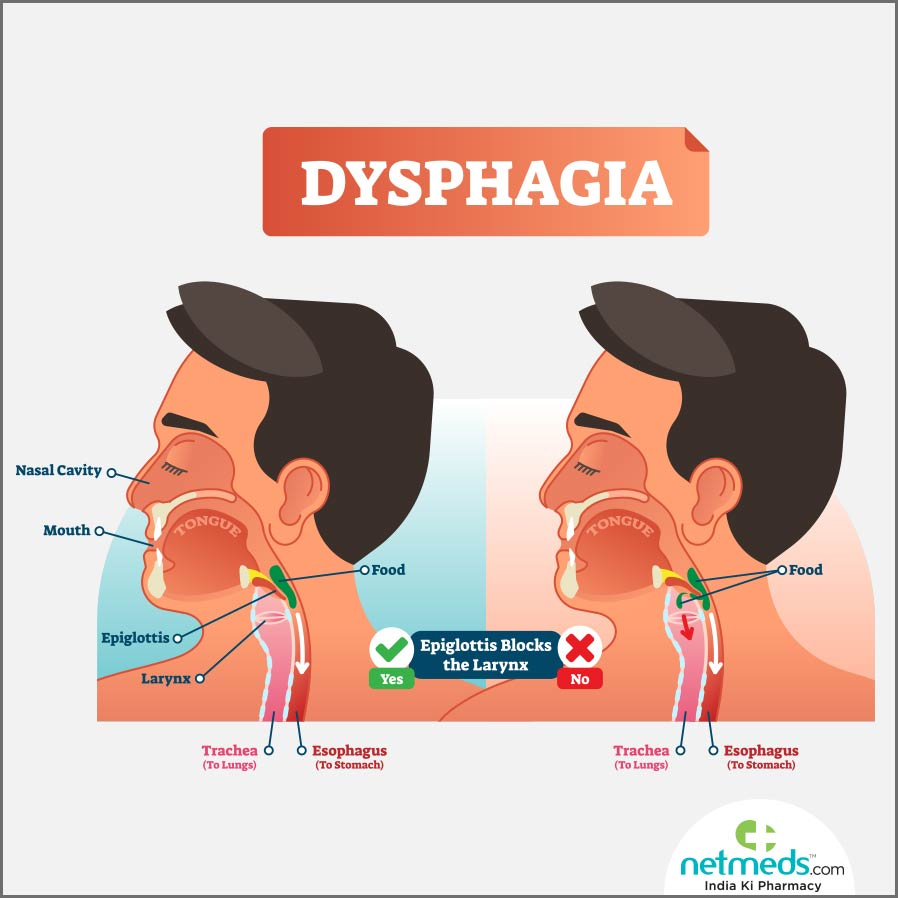 DYSPHAGIA
Nasal Cavity
TONGUE
Mouth
Food
Epiglottis
Larynx
Epiglottis Blocks
the Larynx
Yes
No
TONGUE
Food
Trachea
(To Lungs)
Esophagus
(To Stomach)
Trachea
(To Lungs)
Esophagus
(To Stomach)
netmeds.com™
India Ki Pharmacy